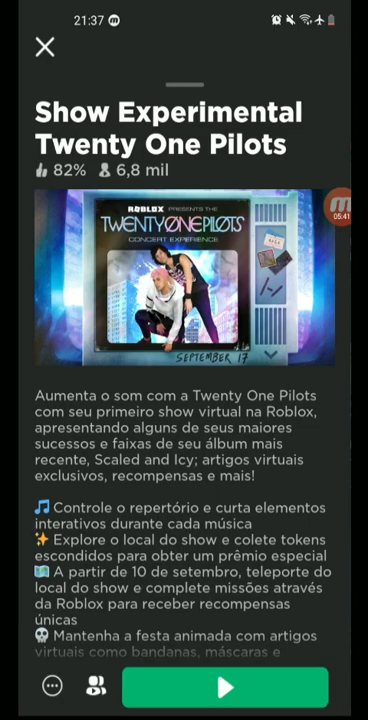 21:37
Show Experimental
Twenty One Pilots
82% 6,8 mil
05:41
ROBLOX PRESENTS THE
TWENTY ONE PILOTS
CONCERT EXPERIENCE
SEPTEMBER 17
Aumenta o som com a Twenty One Pilots
com seu primeiro show virtual na Roblox,
apresentando alguns de seus maiores
sucessos e faixas de seu álbum mais
recente, Scaled and Icy; artigos virtuais
exclusivos, recompensas e mais!
🎵 Controle o repertório e curta elementos
interativos durante cada música
✨ Explore o local do show e colete tokens
escondidos para obter um prêmio especial
🗺️ A partir de 10 de setembro, teleporte do
local do show e complete missões através
da Roblox para receber recompensas
únicas
💀 Mantenha a festa animada com artigos
virtuais como bandanas, máscaras e